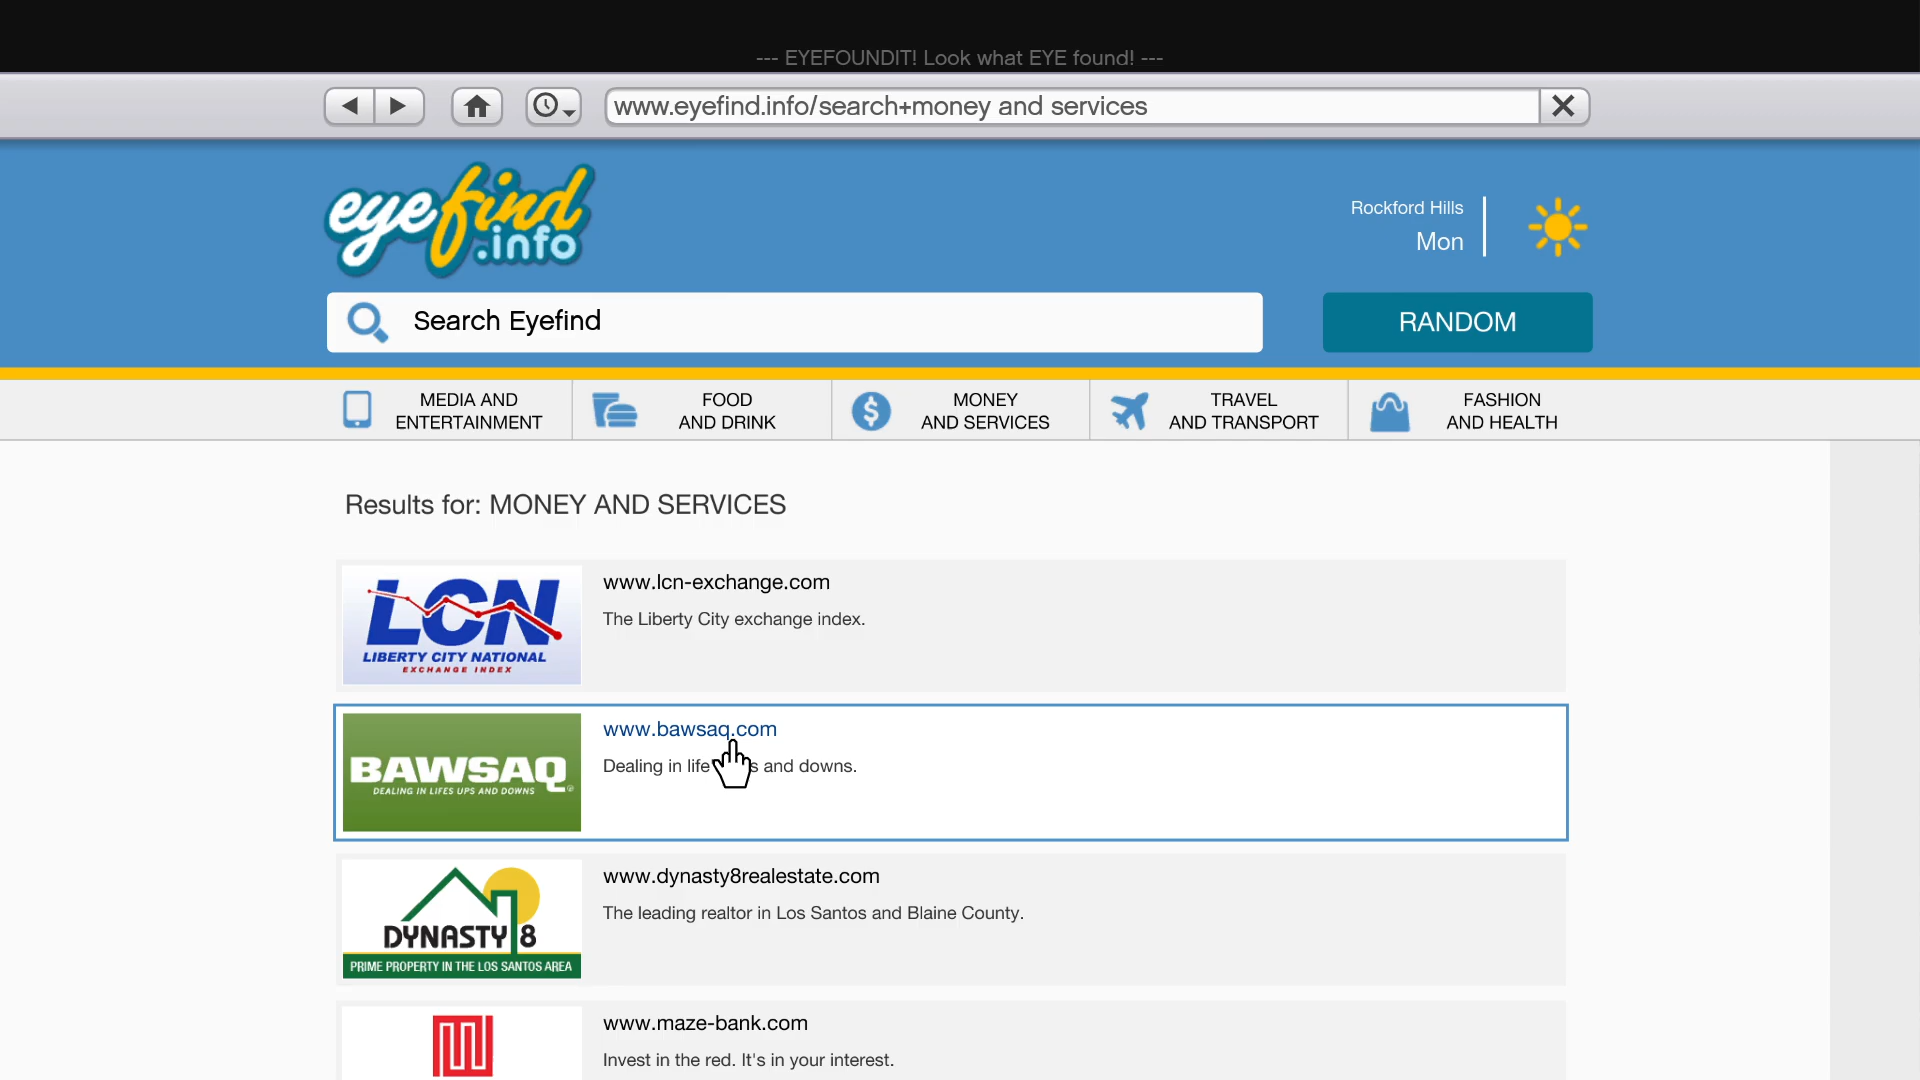 --- EYEFOUNDIT! Look what EYE found! ---
www.eyefind.info/search+money and services
eyefind
.info
Rockford Hills
Mon
Search Eyefind
RANDOM
MEDIA AND
ENTERTAINMENT
FOOD
AND DRINK
MONEY
AND SERVICES
TRAVEL
AND TRANSPORT
FASHION
AND HEALTH
Results for: MONEY AND SERVICES
LCN
LIBERTY CITY NATIONAL
EXCHANGE INDEX
www.lcn-exchange.com
The Liberty City exchange index.
BAWSAQ
DEALING IN LIFES UPS AND DOWNS
www.bawsaq.com
Dealing in life s and downs.
DYNASTY 8
PRIME PROPERTY IN THE LOS SANTOS AREA
www.dynasty8realestate.com
The leading realtor in Los Santos and Blaine County.
www.maze-bank.com
Invest in the red. It's in your interest.